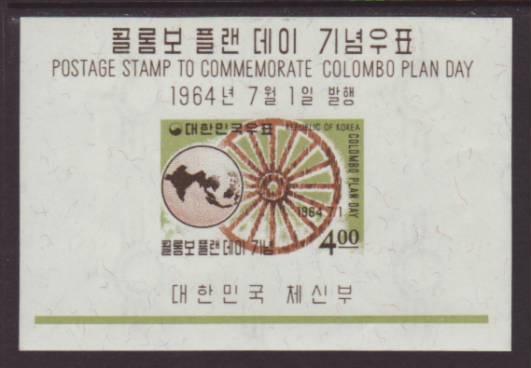 콜롬보 플랜 데이 기념우표
POSTAGE STAMP TO COMMEMORATE COLOMBO PLAN DAY
1964년 7월 1일 발행
대한민국우표
REPUBLIC OF KOREA
COLOMBO PLAN DAY
1964.7.1
콜롬보 플랜데이 기념
4.00
대한민국 체신부